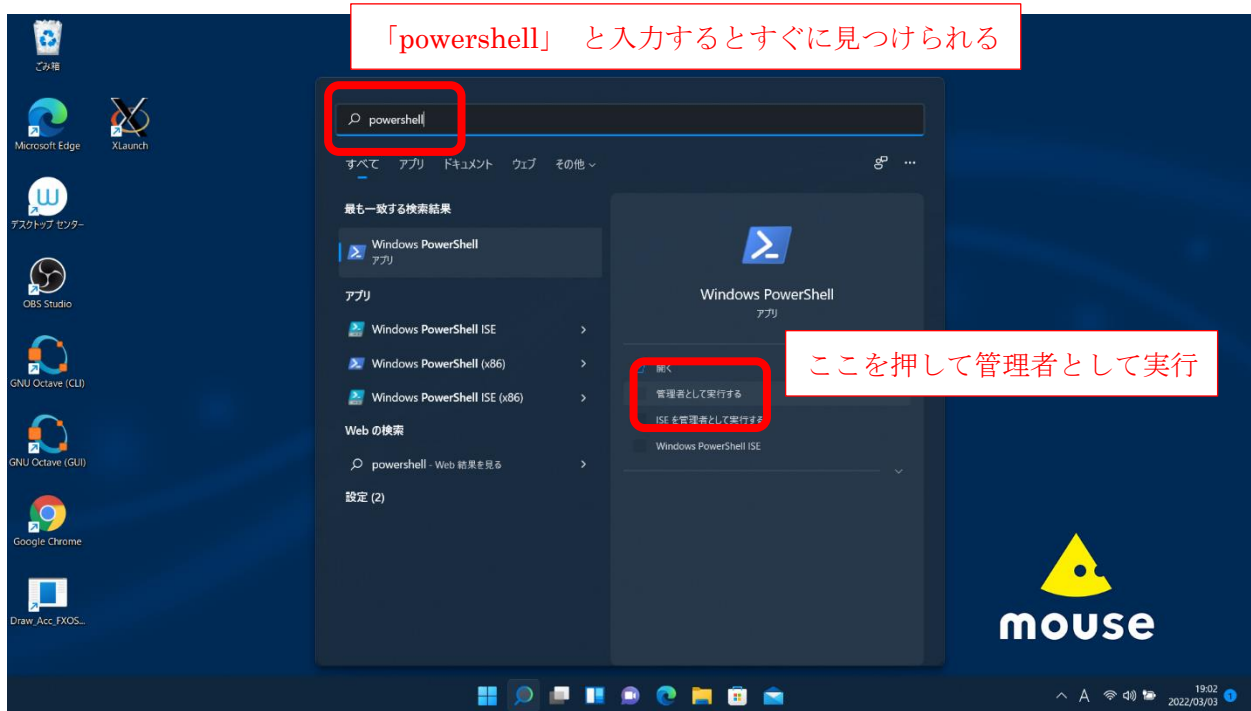 「powershell」 と入力するとすぐに見つけられる
ごみ箱
Microsoft Edge
XLaunch
デスクトップ センター
OBS Studio
GNU Octave (CLI)
GNU Octave (GUI)
Google Chrome
Draw_Acc_FXOS...
powershell
すべて アプリ ドキュメント ウェブ その他
最も一致する検索結果
Windows PowerShell
アプリ
アプリ
Windows PowerShell ISE
Windows PowerShell (x86)
Windows PowerShell ISE (x86)
Web の検索
powershell - Web 結果を見る
設定 (2)
Windows PowerShell
アプリ
ここを押して管理者として実行
開く
管理者として実行する
ISE を管理者として実行する
Windows PowerShell ISE
mouse
A
19:02
2022/03/03
1